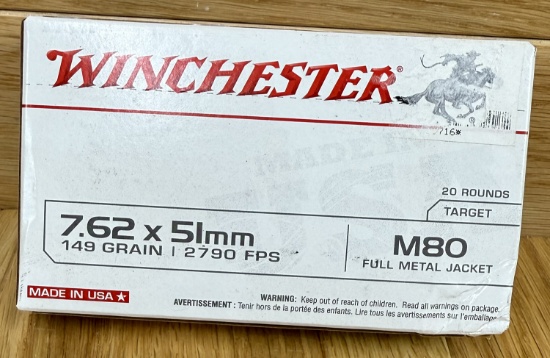 WINCHESTER®
®
716*
20 ROUNDS
TARGET
7.62 x 51mm
149 GRAIN | 2790 FPS
M80
FULL METAL JACKET
MADE IN USA ★
WARNING: Keep out of reach of children. Read all warnings on package.
AVERTISSEMENT : Tenir hors de la portée des enfants. Lire tous les avertissements sur l'emballage